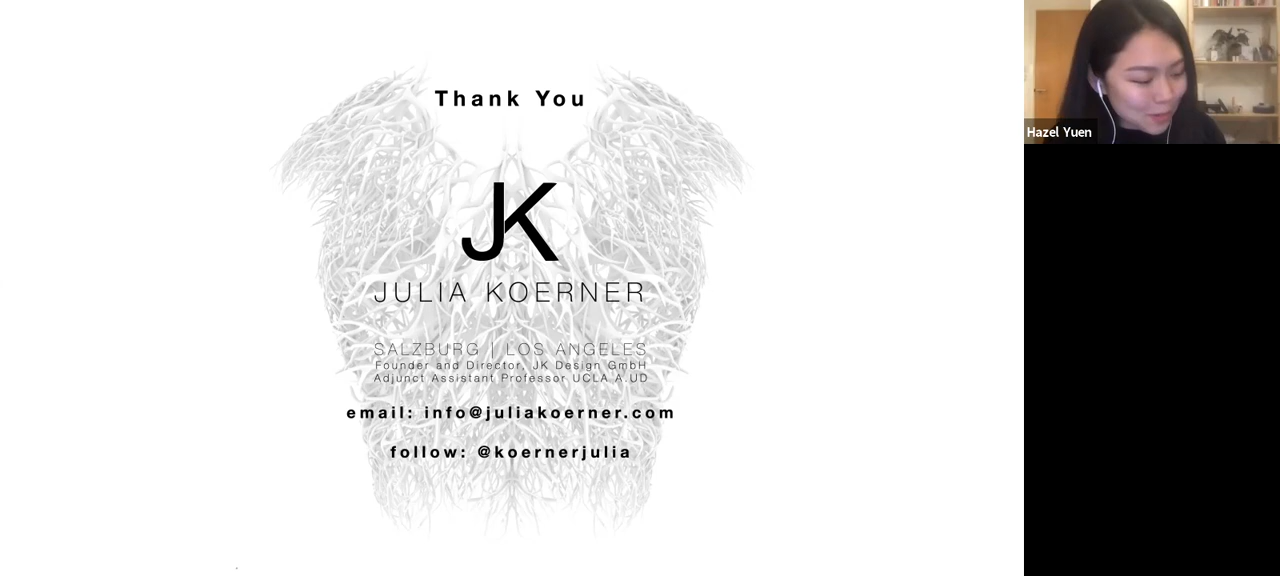 Thank You
JK
JULIA KOERNER
SALZBURG | LOS ANGELES
Founder and Director, JK Design GmbH
Adjunct Assistant Professor UCLA A.UD
email: info@juliakoerner.com
follow: @koernerjulia
Hazel Yuen